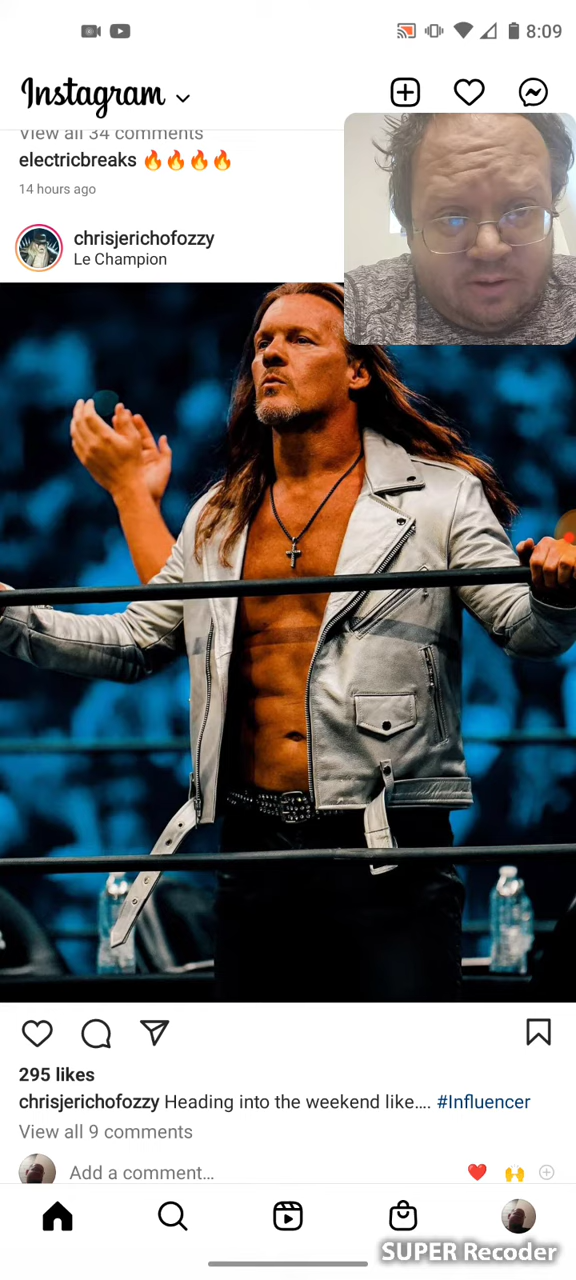 8:09
Instagram
View all 34 comments
electricbreaks 🔥🔥🔥🔥
14 hours ago
chrisjerichofozzy
Le Champion
295 likes
chrisjerichofozzy Heading into the weekend like.... #Influencer
View all 9 comments
Add a comment...
SUPER Recoder